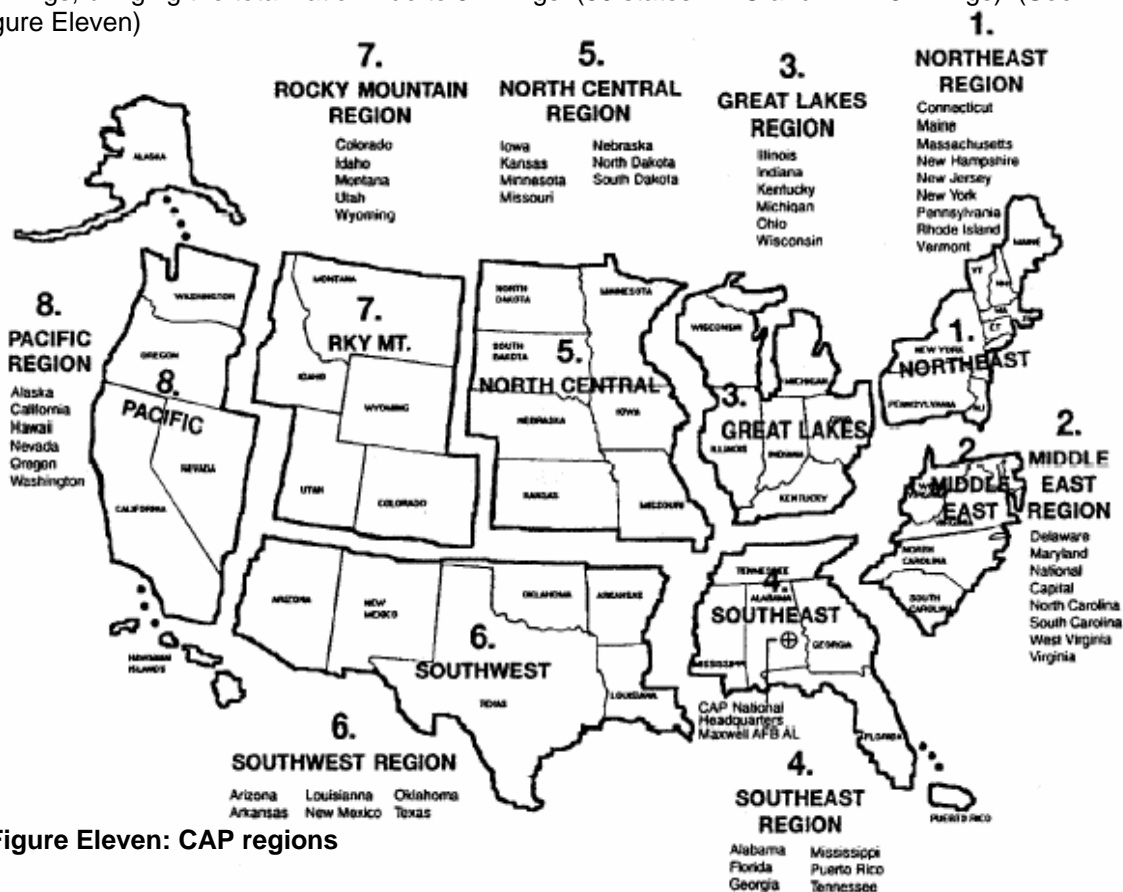 gure Eleven)
1.
NORTHEAST
REGION
Connecticut
Maine
Massachusetts
New Hampshire
New Jersey
New York
Pennsylvania
Rhode Island
Vermont
7.
ROCKY MOUNTAIN
REGION
Colorado
Idaho
Montana
Utah
Wyoming
5.
NORTH CENTRAL
REGION
Iowa Nebraska
Kansas North Dakota
Minnesota South Dakota
Missouri
3.
GREAT LAKES
REGION
Illinois
Indiana
Kentucky
Michigan
Ohio
Wisconsin
ALASKA
8.
PACIFIC
REGION
Alaska
California
Hawaii
Nevada
Oregon
Washington
WASHINGTON
OREGON
8.
PACIFIC
NEVADA
CALIFORNIA
HAWAIIAN
ISLANDS
MONTANA
7.
RKY MT.
IDAHO
WYOMING
UTAH
COLORADO
NORTH
DAKOTA
MINNESOTA
SOUTH
DAKOTA
5.
NORTH CENTRAL
NEBRASKA
IOWA
KANSAS
MISSOURI
WISCONSIN
MICHIGAN
3.
GREAT LAKES
OHIO
ILLINOIS
INDIANA
KENTUCKY
MAINE
VT
NH
MA
CT
RI
NEW YORK
1.
NORTHEAST
PENNSYLVANIA
NJ
2
MIDDLE
EAST
VIRGINIA
NORTH
CAROLINA
SOUTH
CAROLINA
2.
MIDDLE
EAST
REGION
Delaware
Maryland
National
Capital
North Carolina
South Carolina
West Virginia
Virginia
ARIZONA
NEW
MEXICO
OKLAHOMA
ARKANSAS
6.
SOUTHWEST
TEXAS
LOUISIANA
TENNESSEE
4.
ALABAMA
SOUTHEAST
GEORGIA
MISSISSIPPI
CAP National
Headquarters
Maxwell AFB AL
FLORIDA
PUERTO RICO
6.
SOUTHWEST REGION
Arizona Louisianna Oklahoma
Arkansas New Mexico Texas
4.
SOUTHEAST
REGION
Alabama Mississippi
Florida Puerto Rico
Georgia Tennessee
Figure Eleven: CAP regions